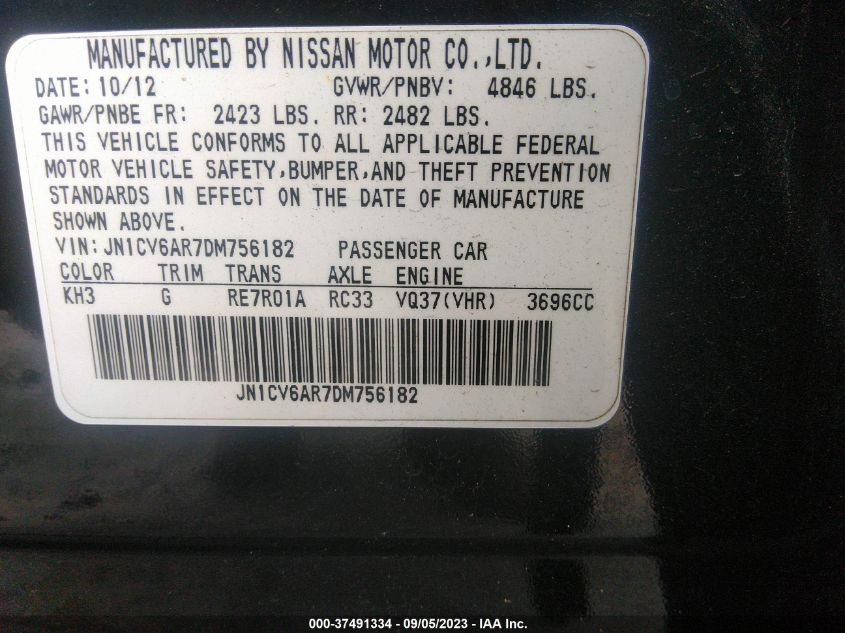 MANUFACTURED BY NISSAN MOTOR CO.,LTD.
DATE: 10/12 GVWR/PNBV: 4846 LBS.
GAWR/PNBE FR: 2423 LBS. RR: 2482 LBS.
THIS VEHICLE CONFORMS TO ALL APPLICABLE FEDERAL
MOTOR VEHICLE SAFETY,BUMPER,AND THEFT PREVENTION
STANDARDS IN EFFECT ON THE DATE OF MANUFACTURE
SHOWN ABOVE.
VIN: JN1CV6AR7DM756182 PASSENGER CAR
COLOR TRIM TRANS AXLE ENGINE
KH3 G RE7R01A RC33 VQ37(VHR) 3696CC
JN1CV6AR7DM756182
000-37491334 - 09/05/2023 - IAA Inc.